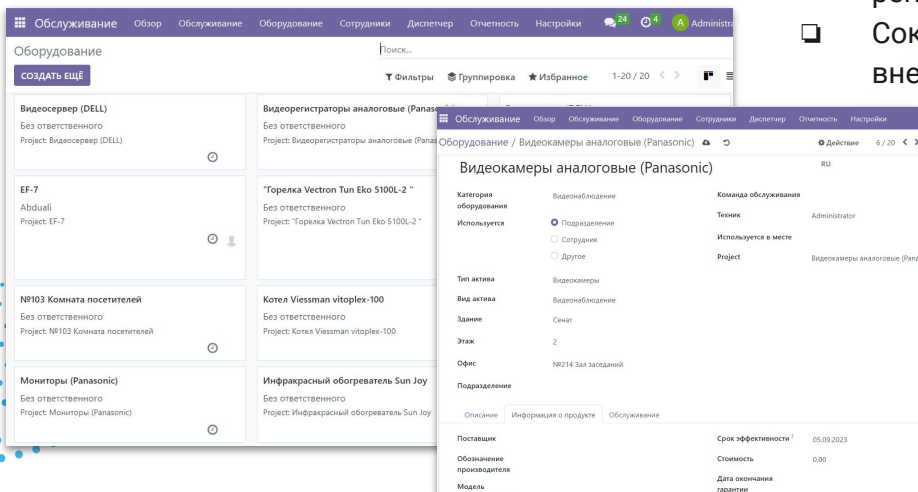 Обслуживание Обзор Обслуживание Оборудование Сотрудники Диспетчер Отчетность Настройки 24 4 A
Оборудование
Поиск...
СОЗДАТЬ ЕЩЁ
Фильтры Группировка Избранное 1-20 / 20
Видеосервер (DELL)
Без ответственного
Project: Видеосервер (DELL)
Видеорегистраторы аналоговые
Без ответственного
Project: Видеорегистраторы аналоговые
EF-7
Abduali
Project: EF-7
"Горелка Vectron Tun Eko 5100L-2 "
Без ответственного
Project: "Горелка Vectron Tun Eko 5100L-2 "
№103 Комната посетителей
Без ответственного
Project: №103 Комната посетителей
Котел Viessman vitoplex-100
Без ответственного
Project: Котел Viessman vitoplex-100
Мониторы (Panasonic)
Без ответственного
Project: Мониторы (Panasonic)
Инфракрасный обогреватель Sun Joy
Без ответственного
Project: Инфракрасный обогреватель Sun Joy
Обслуживание Обзор Обслуживание Оборудование Сотрудники Диспетчер Отчетность Настройки
Оборудование / Видеокамеры аналоговые (Panasonic) Действие 6 / 20
Видеокамеры аналоговые (Panasonic) RU
Категория
оборудования
Видеонаблюдение
Используется
Подразделение
Сотрудник
Другое
Тип актива Видеокамеры
Вид актива Видеонаблюдение
Здание Сенат
Этаж 2
Офис №214 Зал заседаний
Подразделение
Команда обслуживания
Техник Administrator
Используется в месте
Project Видеокамеры аналоговые
Описание Информация о продукте Обслуживание
Поставщик
Обозначение
производителя
Модель
Срок эффективности ? 05.09.2023
Стоимость 0,00
Дата окончания
гарантии